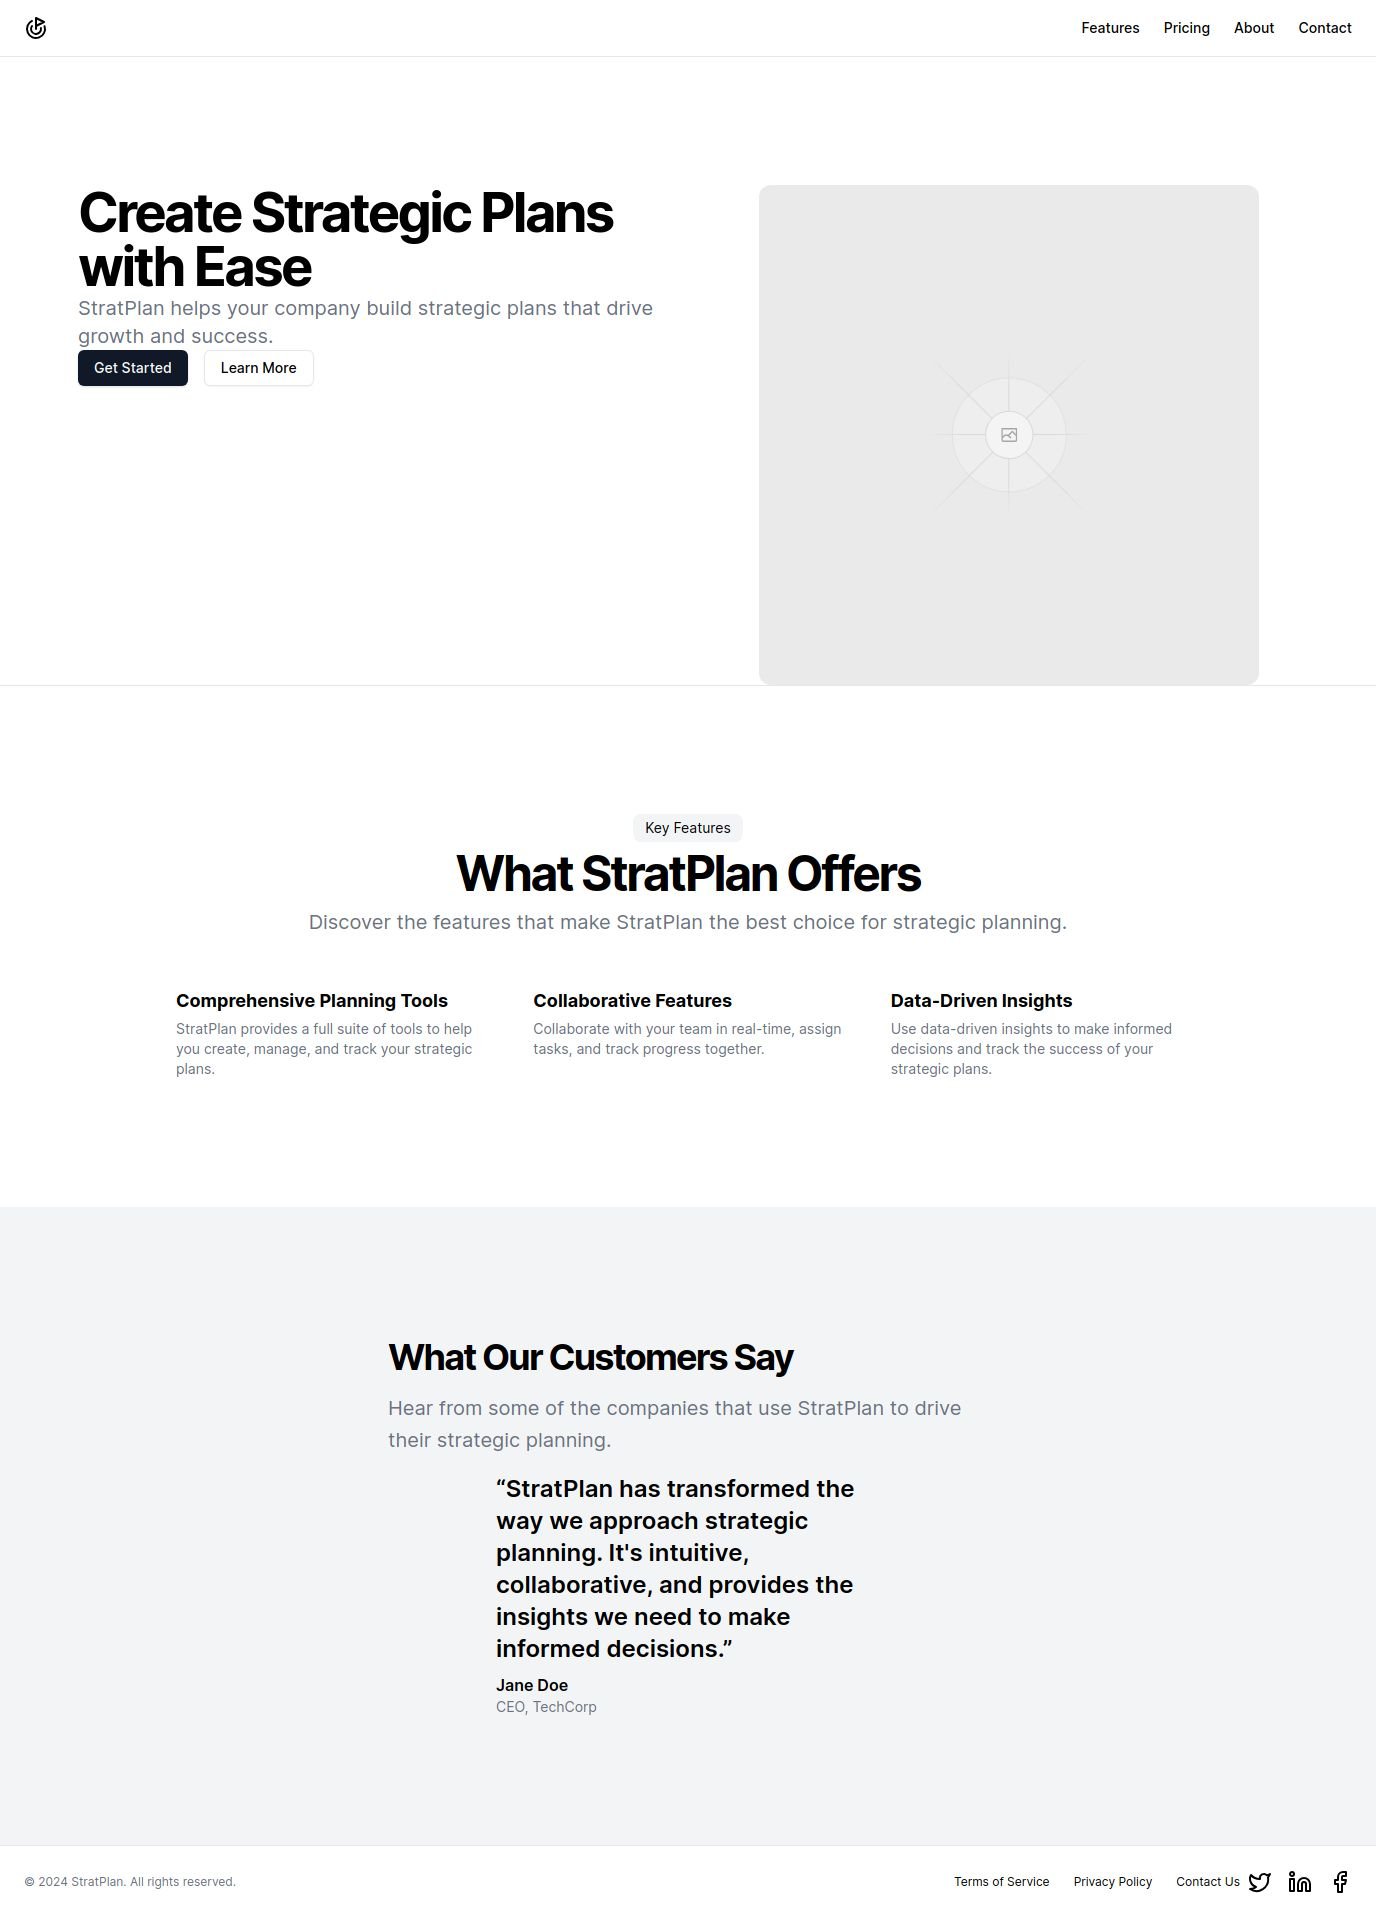 Features Pricing About Contact
Create Strategic Plans
with Ease
StratPlan helps your company build strategic plans that drive
growth and success.
Get Started Learn More
Key Features
What StratPlan Offers
Discover the features that make StratPlan the best choice for strategic planning.
Comprehensive Planning Tools
StratPlan provides a full suite of tools to help
you create, manage, and track your strategic
plans.
Collaborative Features
Collaborate with your team in real-time, assign
tasks, and track progress together.
Data-Driven Insights
Use data-driven insights to make informed
decisions and track the success of your
strategic plans.
What Our Customers Say
Hear from some of the companies that use StratPlan to drive
their strategic planning.
“StratPlan has transformed the
way we approach strategic
planning. It's intuitive,
collaborative, and provides the
insights we need to make
informed decisions.”
Jane Doe
CEO, TechCorp
© 2024 StratPlan. All rights reserved.
Terms of Service Privacy Policy Contact Us